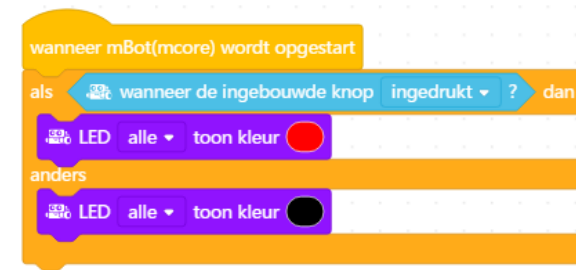 wanneer mBot(mcore) wordt opgestart
als wanneer de ingebouwde knop ingedrukt ? dan
LED alle toon kleur
anders
LED alle toon kleur